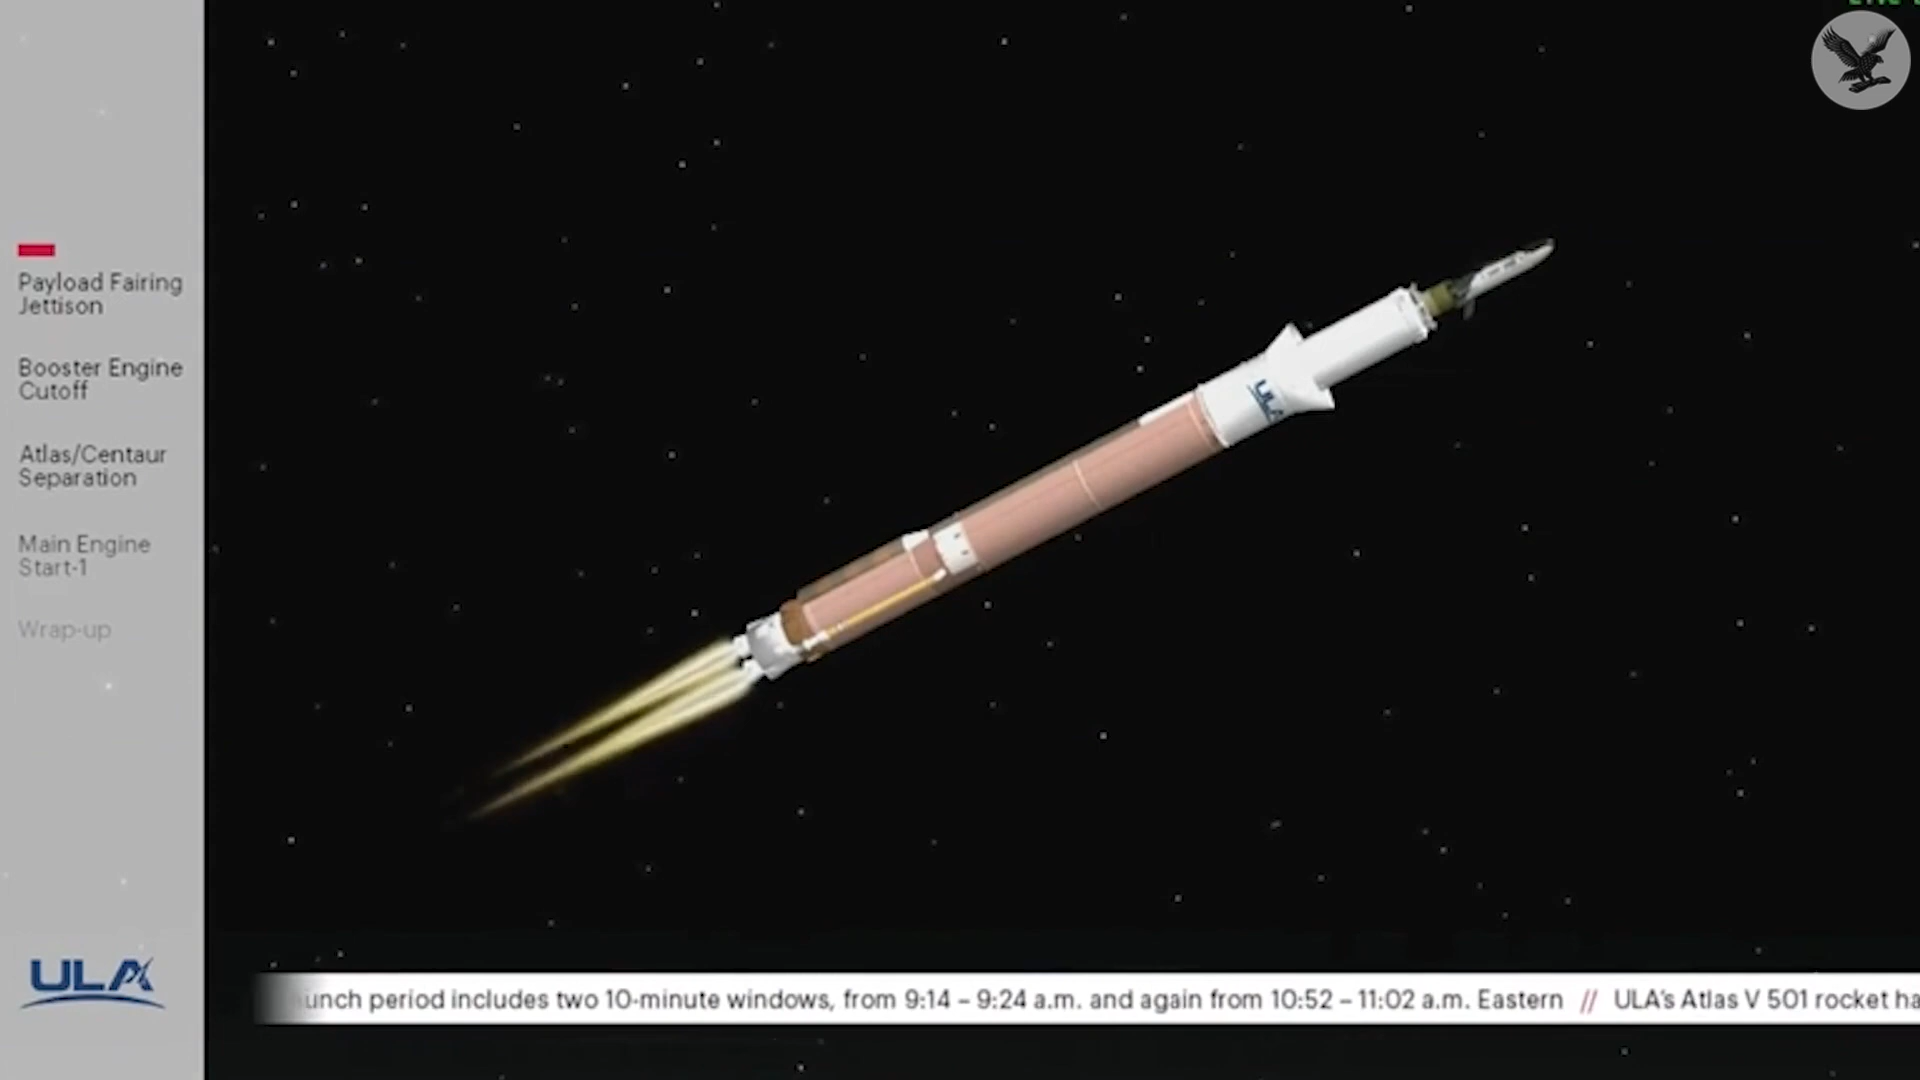 Payload Fairing
Jettison
Booster Engine
Cutoff
Atlas/Centaur
Separation
Main Engine
Start-1
Wrap-up
ULA
ULA
period includes two 10-minute windows, from 9:14 – 9:24 a.m. and again from 10:52 – 11:02 a.m. Eastern // ULA's Atlas V 501 rocket